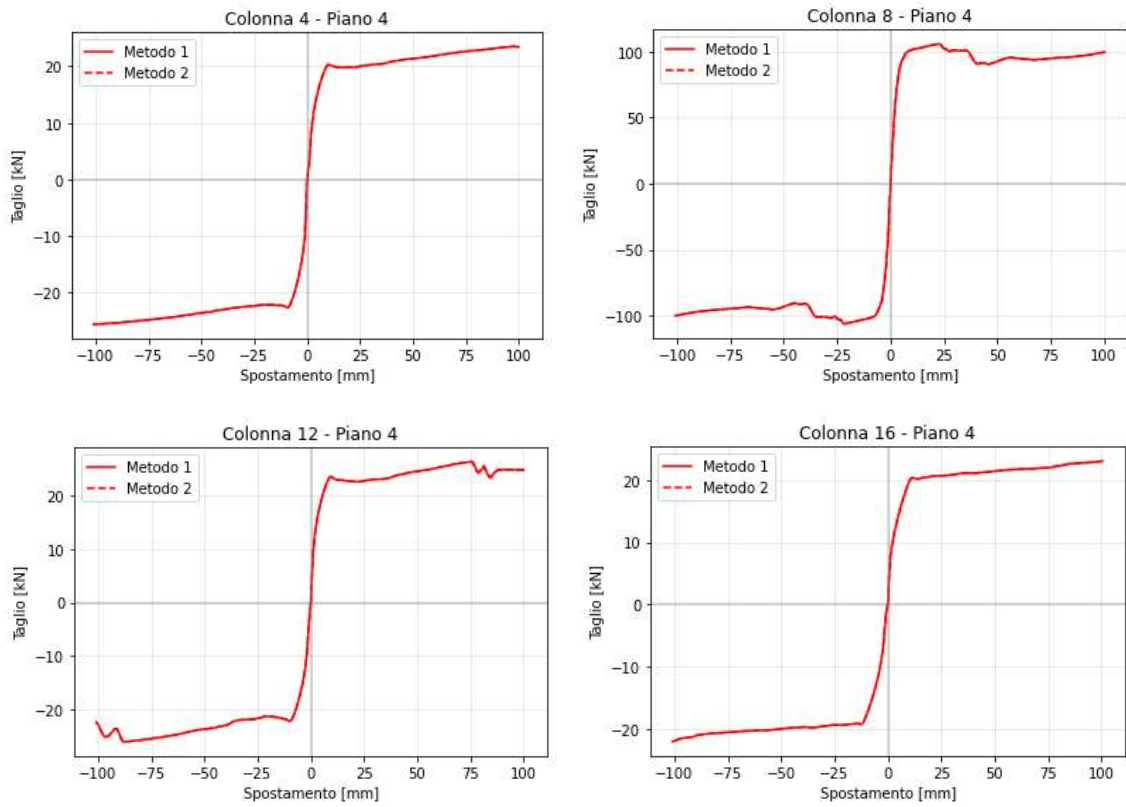 Colonna 4 - Piano 4
Metodo 1
Metodo 2
Taglio [kN]
20
10
0
−10
−20
−100 −75 −50 −25 0 25 50 75 100
Spostamento [mm]
Colonna 8 - Piano 4
Metodo 1
Metodo 2
Taglio [kN]
100
50
0
−50
−100
−100 −75 −50 −25 0 25 50 75 100
Spostamento [mm]
Colonna 12 - Piano 4
Metodo 1
Metodo 2
Taglio [kN]
20
10
0
−10
−20
−100 −75 −50 −25 0 25 50 75 100
Spostamento [mm]
Colonna 16 - Piano 4
Metodo 1
Metodo 2
Taglio [kN]
20
10
0
−10
−20
−100 −75 −50 −25 0 25 50 75 100
Spostamento [mm]